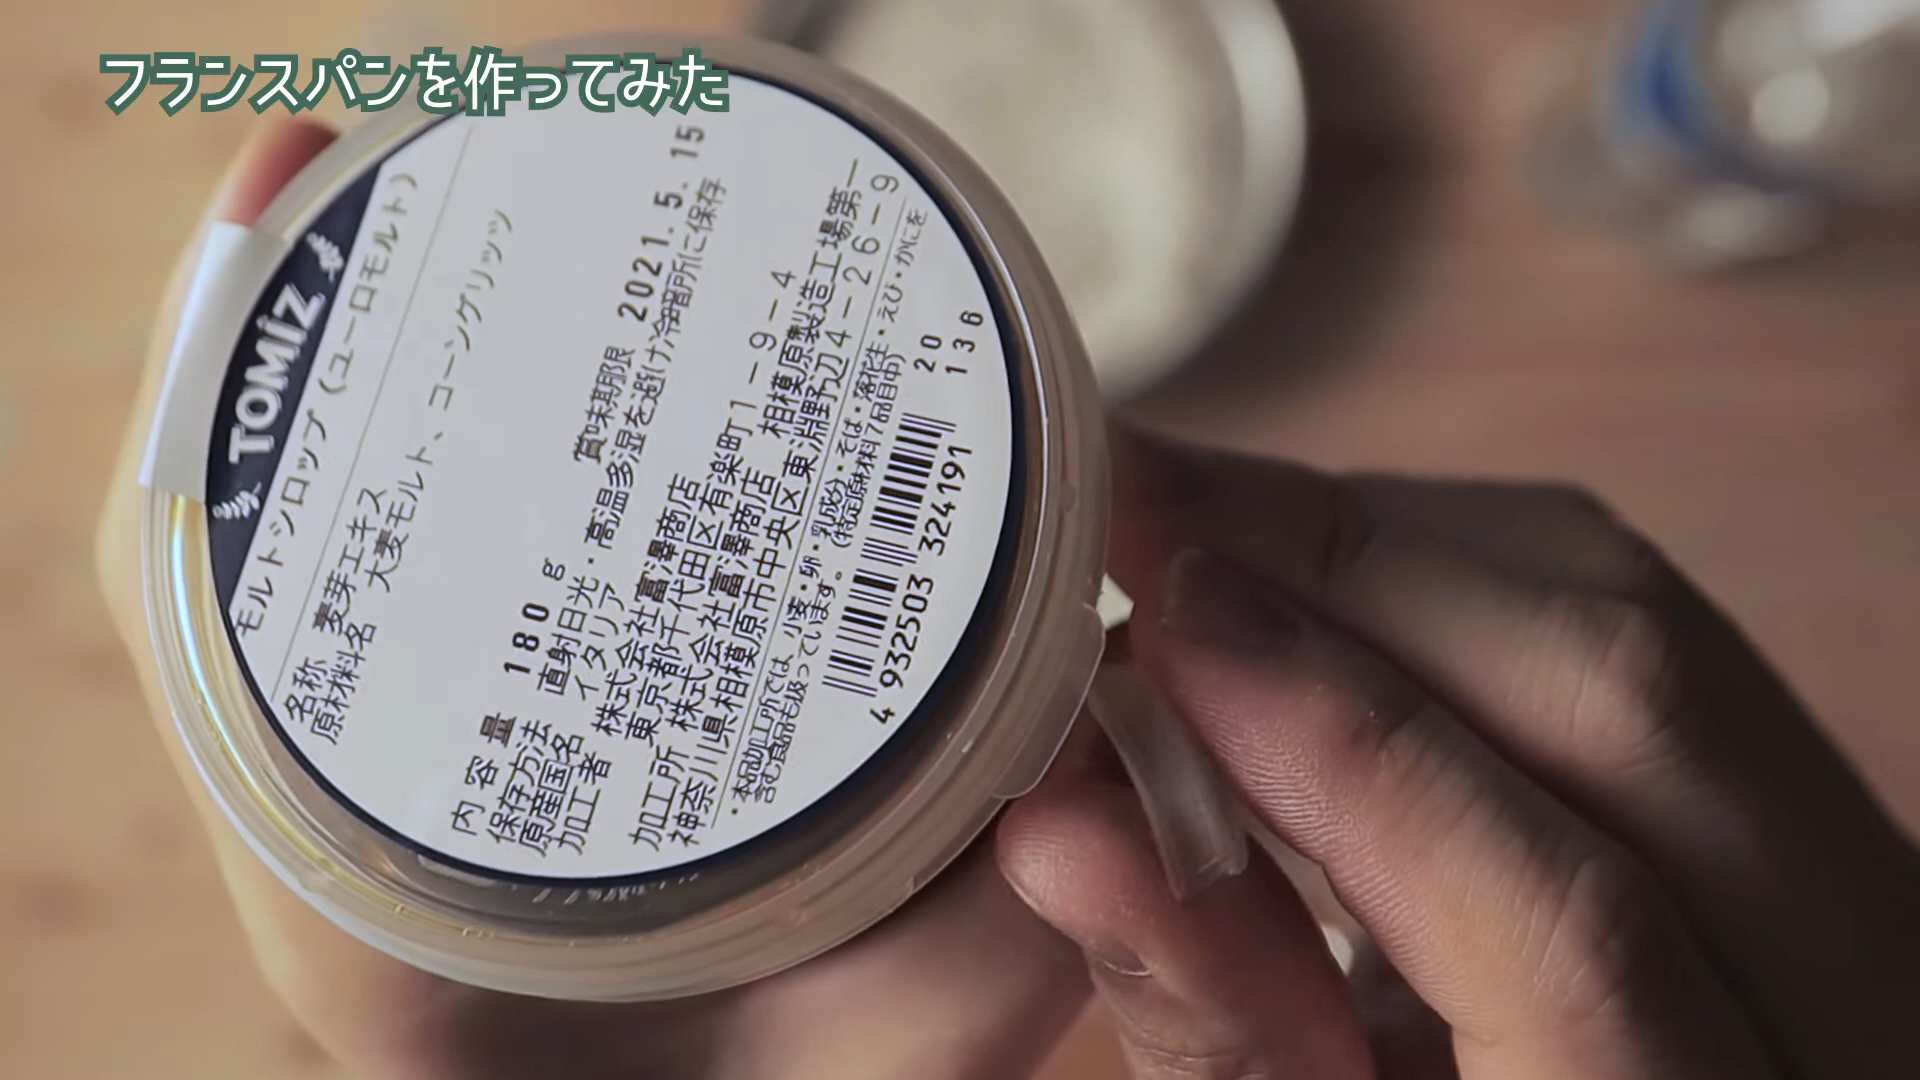 フランスパンを作ってみた
TOMIZ
モルトシロップ（ユーロモルト）
名称 麦芽エキス
原材料名 大麦モルト、コーングリッツ
内容量 180g 賞味期限 2021.5.15
保存方法 直射日光・高温多湿を避け冷暗所に保存
原産国名 イタリア
加工者 株式会社富澤商店
東京都千代田区有楽町1-9-4
加工所 株式会社富澤商店 相模原製造工場第一
神奈川県相模原市中央区東淵野辺4-26-9
・本品加工所では、小麦・卵・乳成分・そば・落花生・えび・かにを
含む食品も扱っています。（特定原材料7品目中）
20
136
4 932503 324191